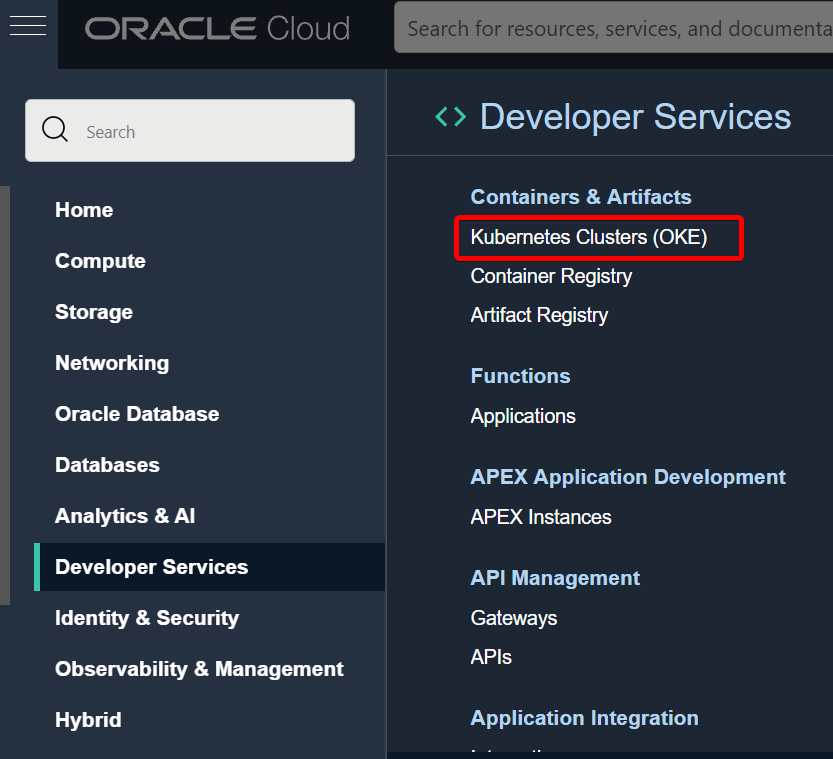 ORACLE Cloud
Search for resources, services, and documenta
Search
Home
Compute
Storage
Networking
Oracle Database
Databases
Analytics & AI
Developer Services
Identity & Security
Observability & Management
Hybrid
Developer Services
Containers & Artifacts
Kubernetes Clusters (OKE)
Container Registry
Artifact Registry
Functions
Applications
APEX Application Development
APEX Instances
API Management
Gateways
APIs
Application Integration